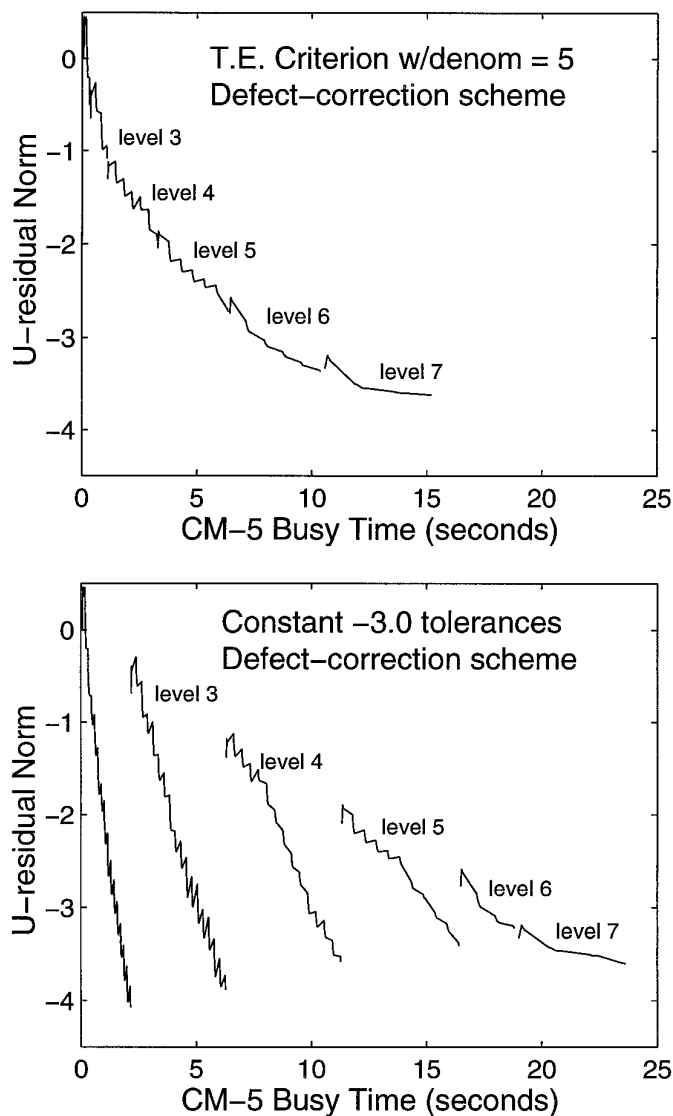 T.E. Criterion w/denom = 5
Defect−correction scheme
U−residual Norm
0
−1
−2
−3
−4
level 3
level 4
level 5
level 6
level 7
0
5
10
15
20
25
CM−5 Busy Time (seconds)
Constant −3.0 tolerances
Defect−correction scheme
U−residual Norm
0
−1
−2
−3
−4
level 3
level 4
level 5
level 6
level 7
0
5
10
15
20
25
CM−5 Busy Time (seconds)